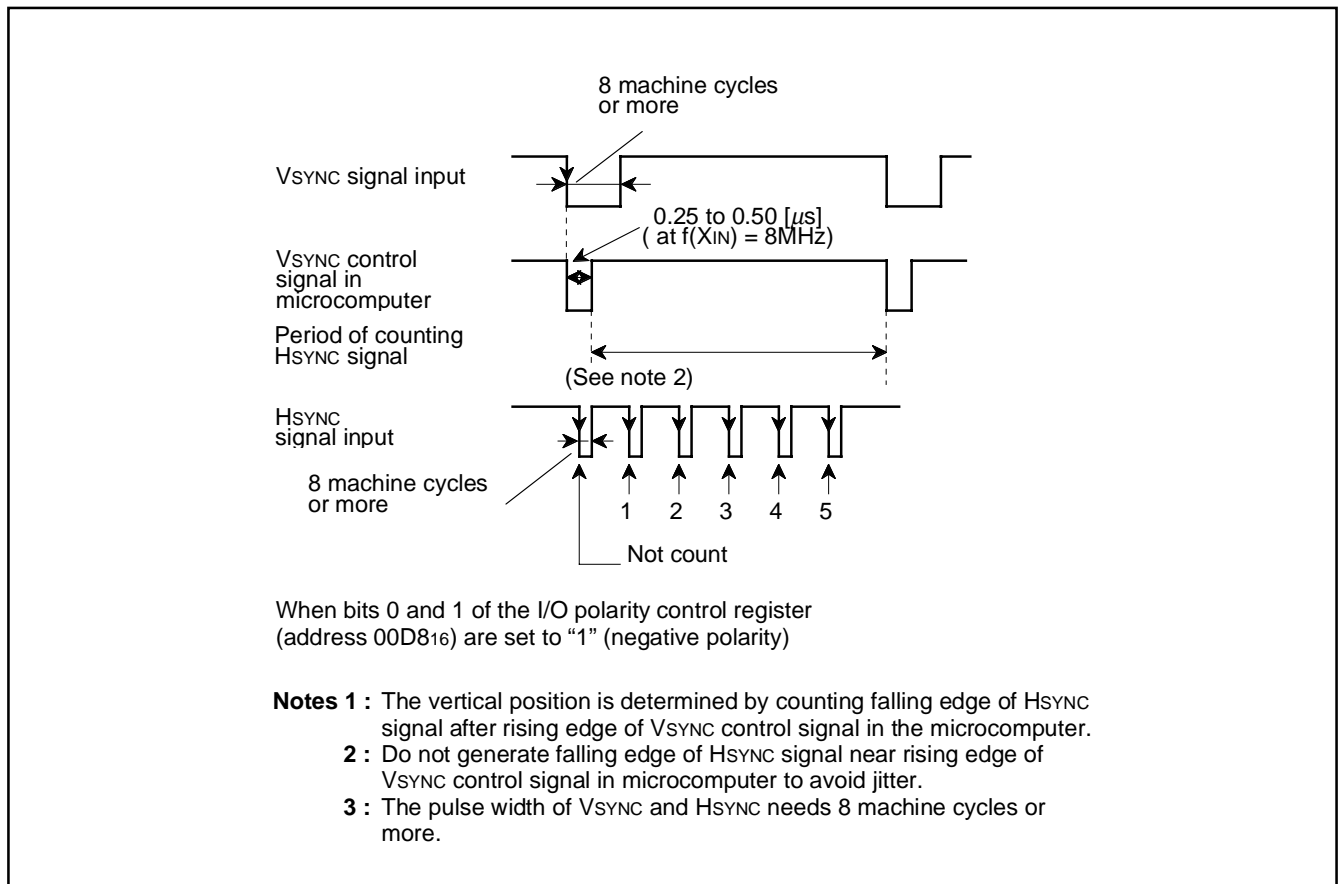 8 machine cycles
or more
VSYNC signal input
0.25 to 0.50 [μs]
( at f(XIN) = 8MHz)
VSYNC control
signal in
microcomputer
Period of counting
HSYNC signal
(See note 2)
HSYNC
signal input
8 machine cycles
or more
1 2 3 4 5
Not count
When bits 0 and 1 of the I/O polarity control register
(address 00D816) are set to “1” (negative polarity)
Notes 1 : The vertical position is determined by counting falling edge of HSYNC
signal after rising edge of VSYNC control signal in the microcomputer.
2 : Do not generate falling edge of HSYNC signal near rising edge of
VSYNC control signal in microcomputer to avoid jitter.
3 : The pulse width of VSYNC and HSYNC needs 8 machine cycles or
more.